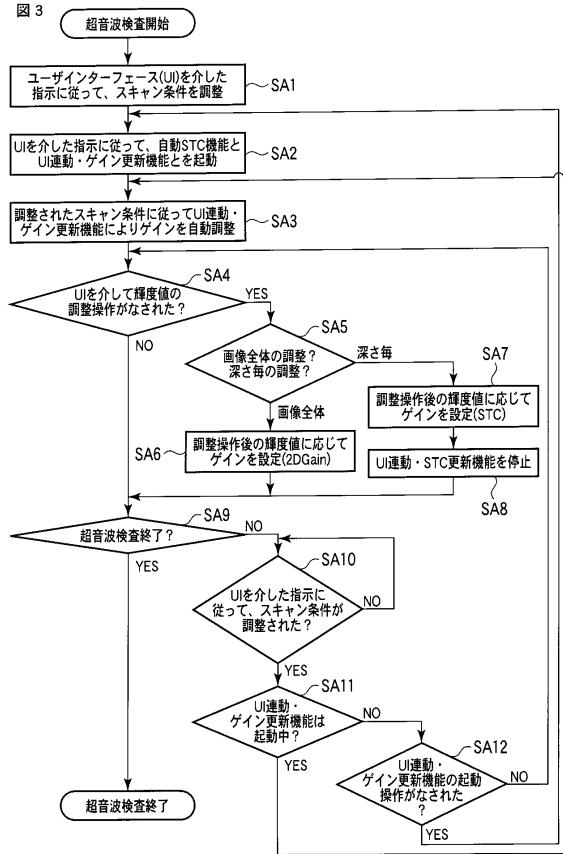 図 3
超音波検査開始
ユーザインターフェース(UI)を介した
指示に従って、スキャン条件を調整
SA1
UIを介した指示に従って、自動STC機能と
UI連動・ゲイン更新機能とを起動
SA2
調整されたスキャン条件に従ってUI連動・
ゲイン更新機能によりゲインを自動調整
SA3
SA4
UIを介して輝度値の
調整操作がなされた?
YES
NO
SA5
画像全体の調整?
深さ毎の調整?
深さ毎
画像全体
SA7
調整操作後の輝度値に応じて
ゲインを設定(STC)
SA6
調整操作後の輝度値に応じて
ゲインを設定(2DGain)
UI連動・STC更新機能を停止
SA8
SA9
超音波検査終了?
NO
YES
SA10
UIを介した指示に
従って、スキャン条件が
調整された?
NO
YES
SA11
UI連動・
ゲイン更新機能は
起動中?
NO
YES
SA12
UI連動・
ゲイン更新機能の起動
操作がなされた
?
NO
YES
超音波検査終了